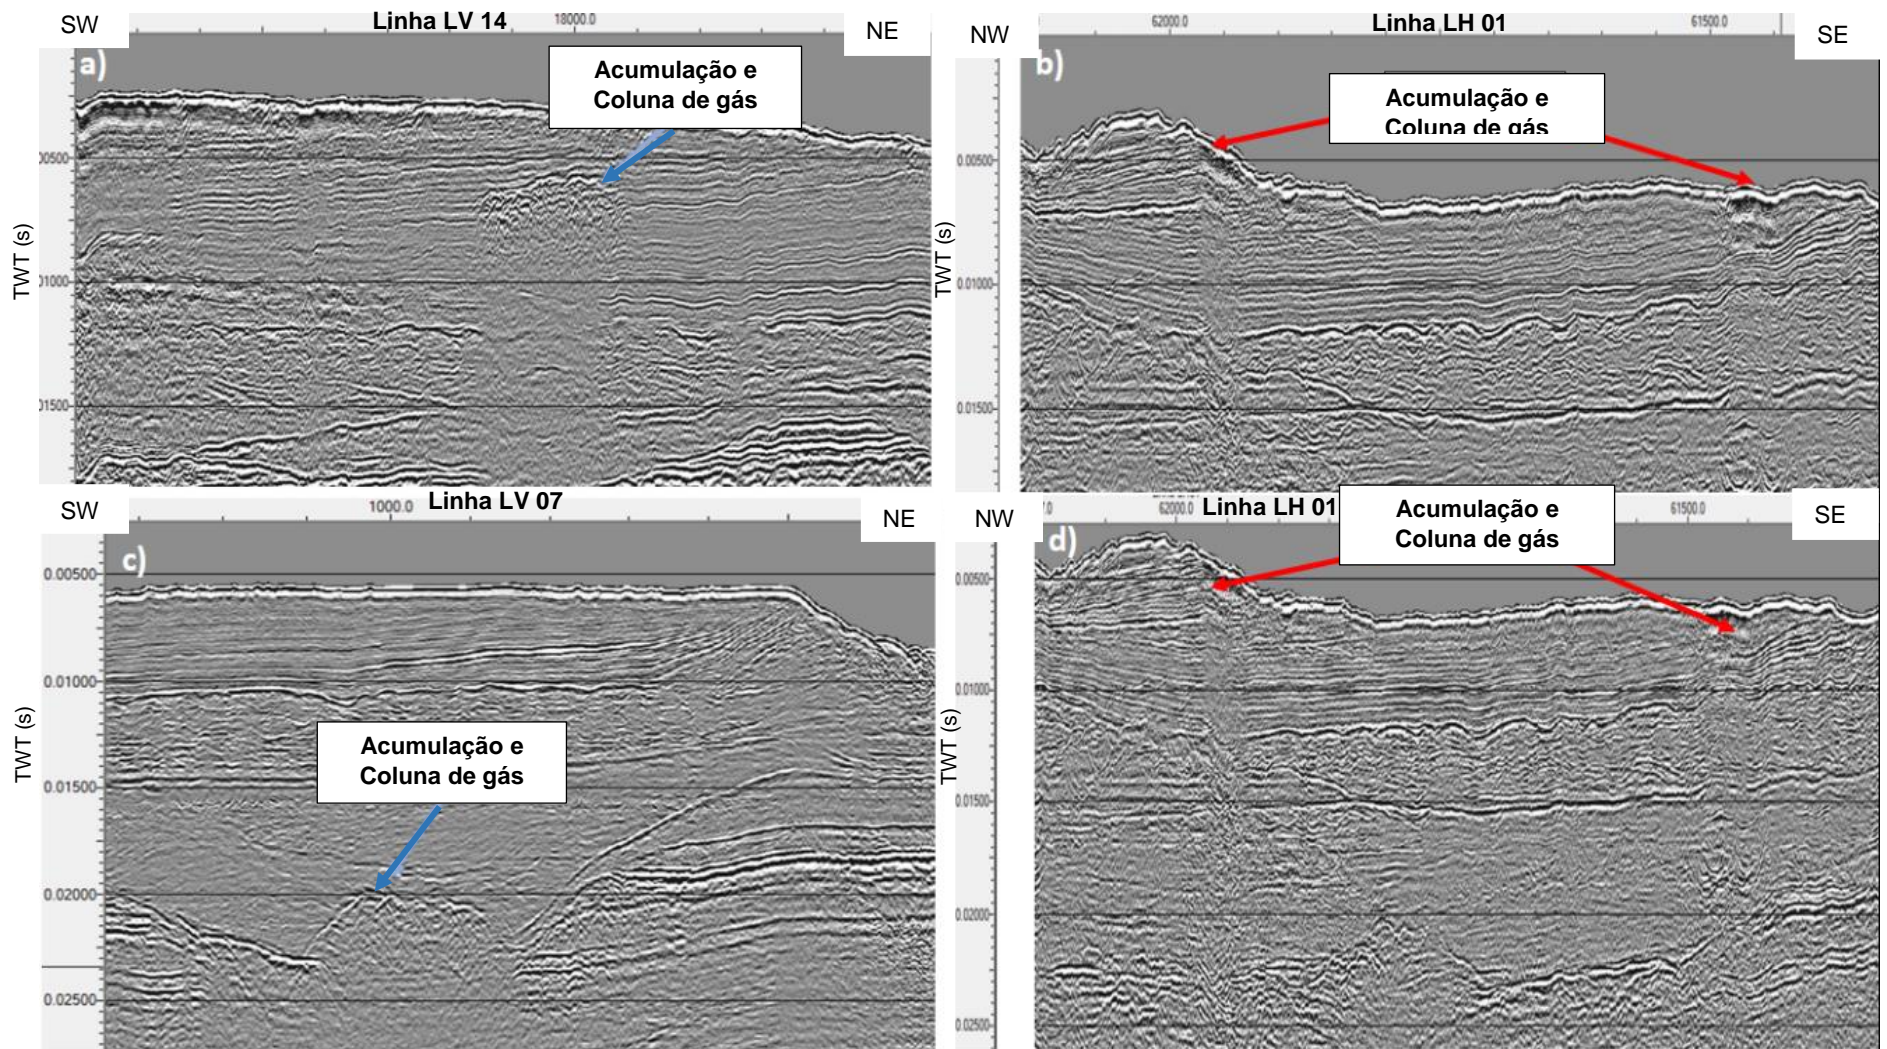 SW
Linha LV 14
18000.0
NE
a)
Acumulação e
Coluna de gás
TWT (s)
00500
01000
01500
NW
62000.0
Linha LH 01
61500.0
SE
b)
Acumulação e
Coluna de gás
TWT (s)
0.00500
0.01000
0.01500
SW
1000.0
Linha LV 07
NE
c)
Acumulação e
Coluna de gás
TWT (s)
0.00500
0.01000
0.01500
0.02000
0.02500
NW
62000.0
Linha LH 01
61500.0
SE
d)
Acumulação e
Coluna de gás
TWT (s)
0.00500
0.01000
0.01500
0.02000
0.02500